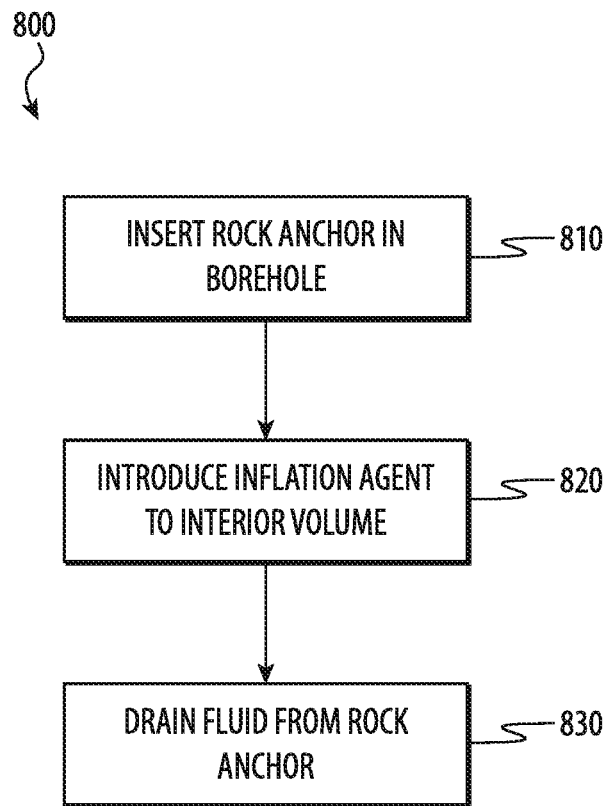 800
INSERT ROCK ANCHOR IN
BOREHOLE
810
INTRODUCE INFLATION AGENT
TO INTERIOR VOLUME
820
DRAIN FLUID FROM ROCK
ANCHOR
830